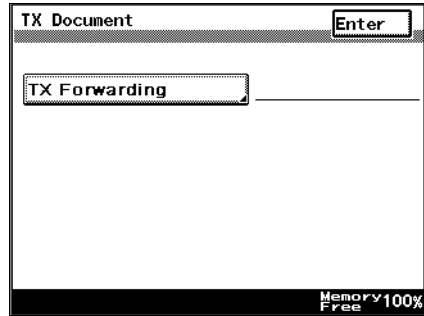 TX Document
Enter
TX Forwarding
Memory
Free 100%